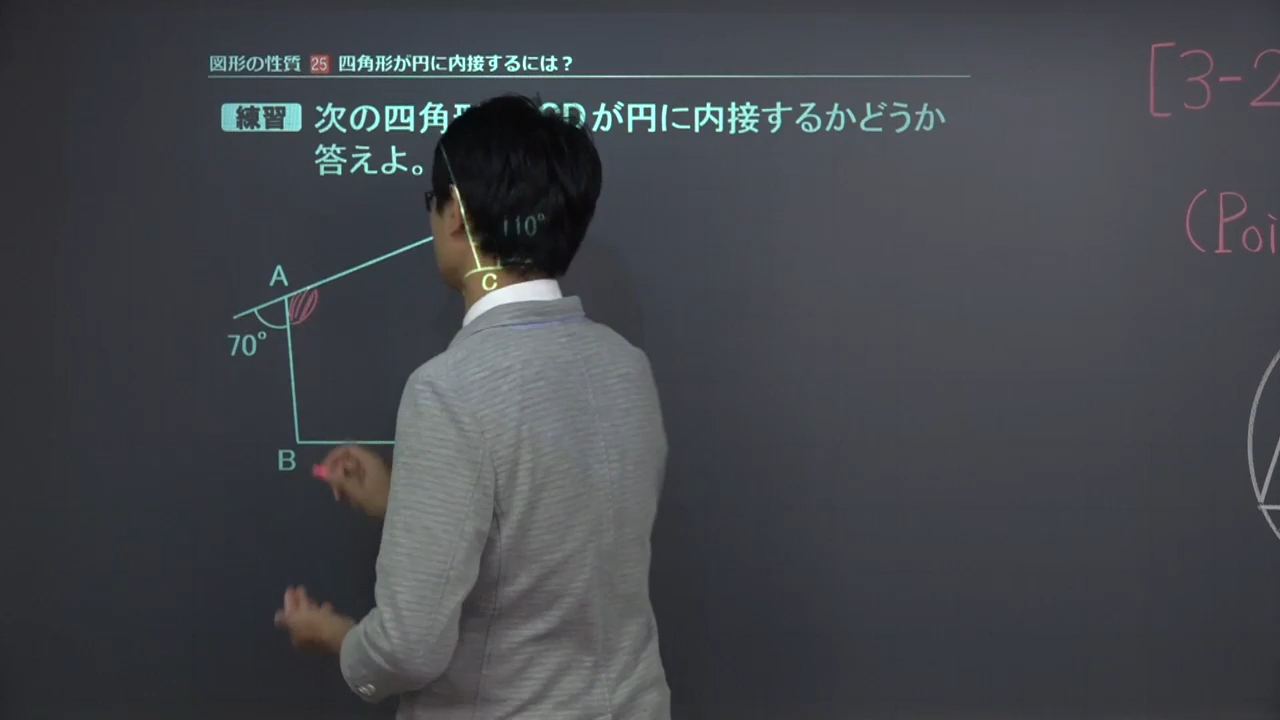 図形の性質 25 四角形が円に内接するには？
練習 次の四角 CDが円に内接するかどうか
答えよ。
[3-2
(Poi
110°
A
C
70°
B